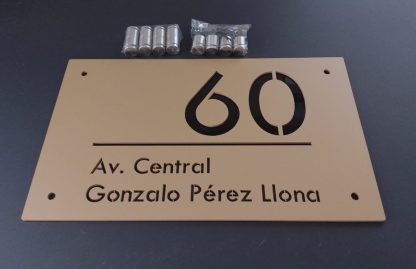 60
Av. Central
Gonzalo Pérez Llona